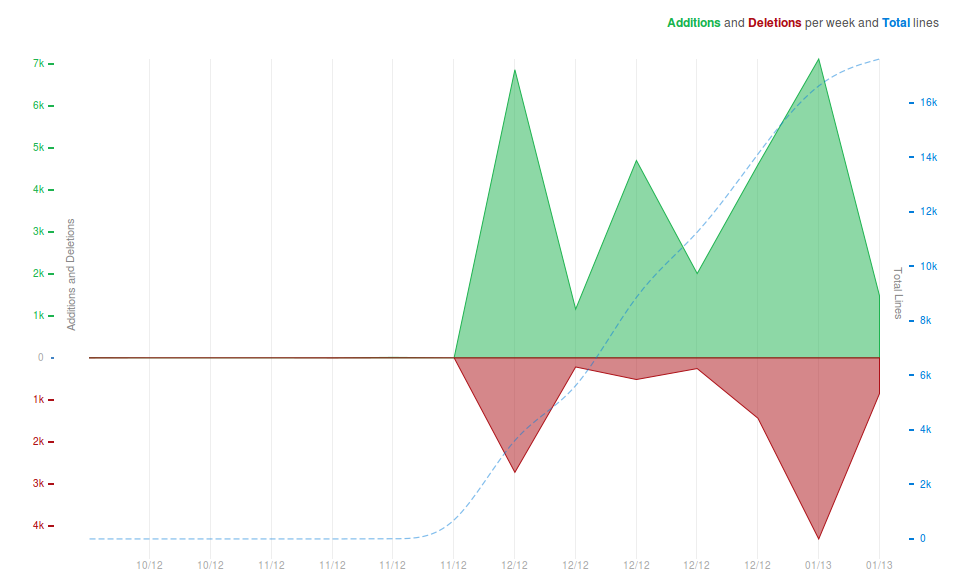 Additions and Deletions per week and Total lines
7k
6k
5k
4k
3k
2k
1k
0
1k
2k
3k
4k
Additions and Deletions
16k
14k
12k
10k
8k
6k
4k
2k
0
Total Lines
10/12 10/12 11/12 11/12 11/12 11/12 12/12 12/12 12/12 12/12 12/12 01/13 01/13